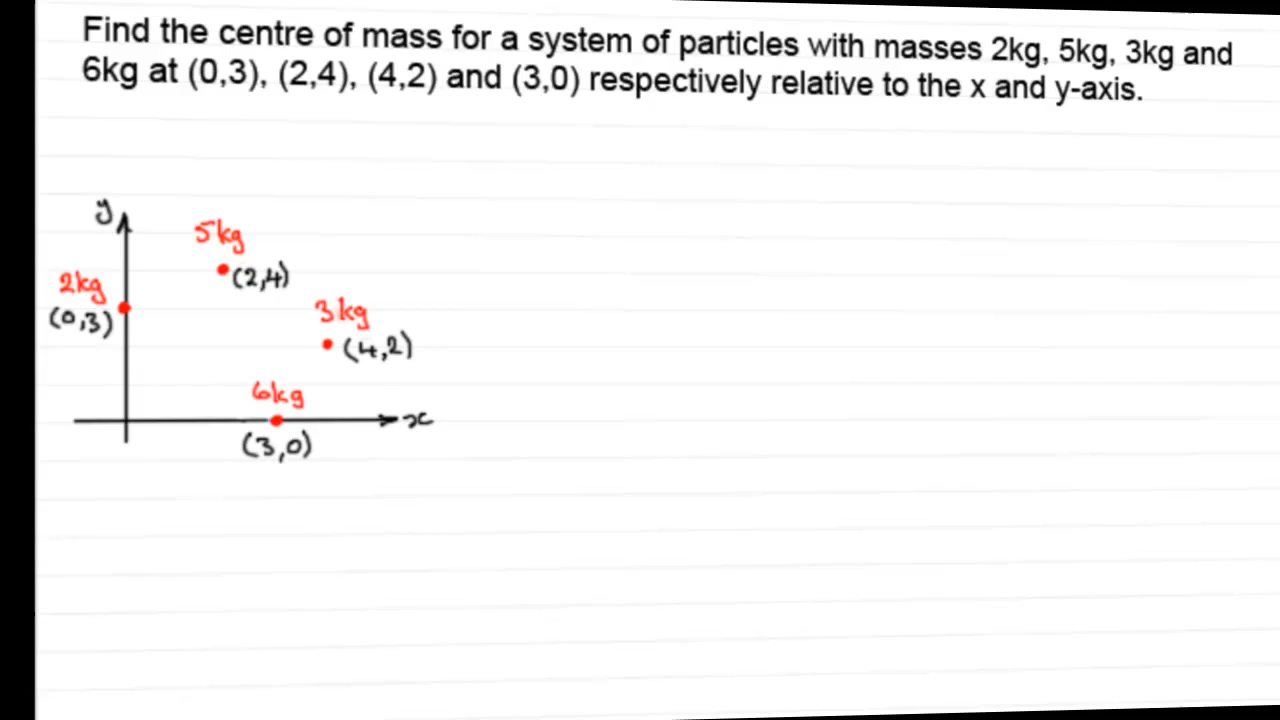 Find the centre of mass for a system of particles with masses 2kg, 5kg, 3kg and
6kg at (0,3), (2,4), (4,2) and (3,0) respectively relative to the x and y-axis.
y
5kg
(2,4)
2kg
(0,3)
3kg
(4,2)
6kg
x
(3,0)